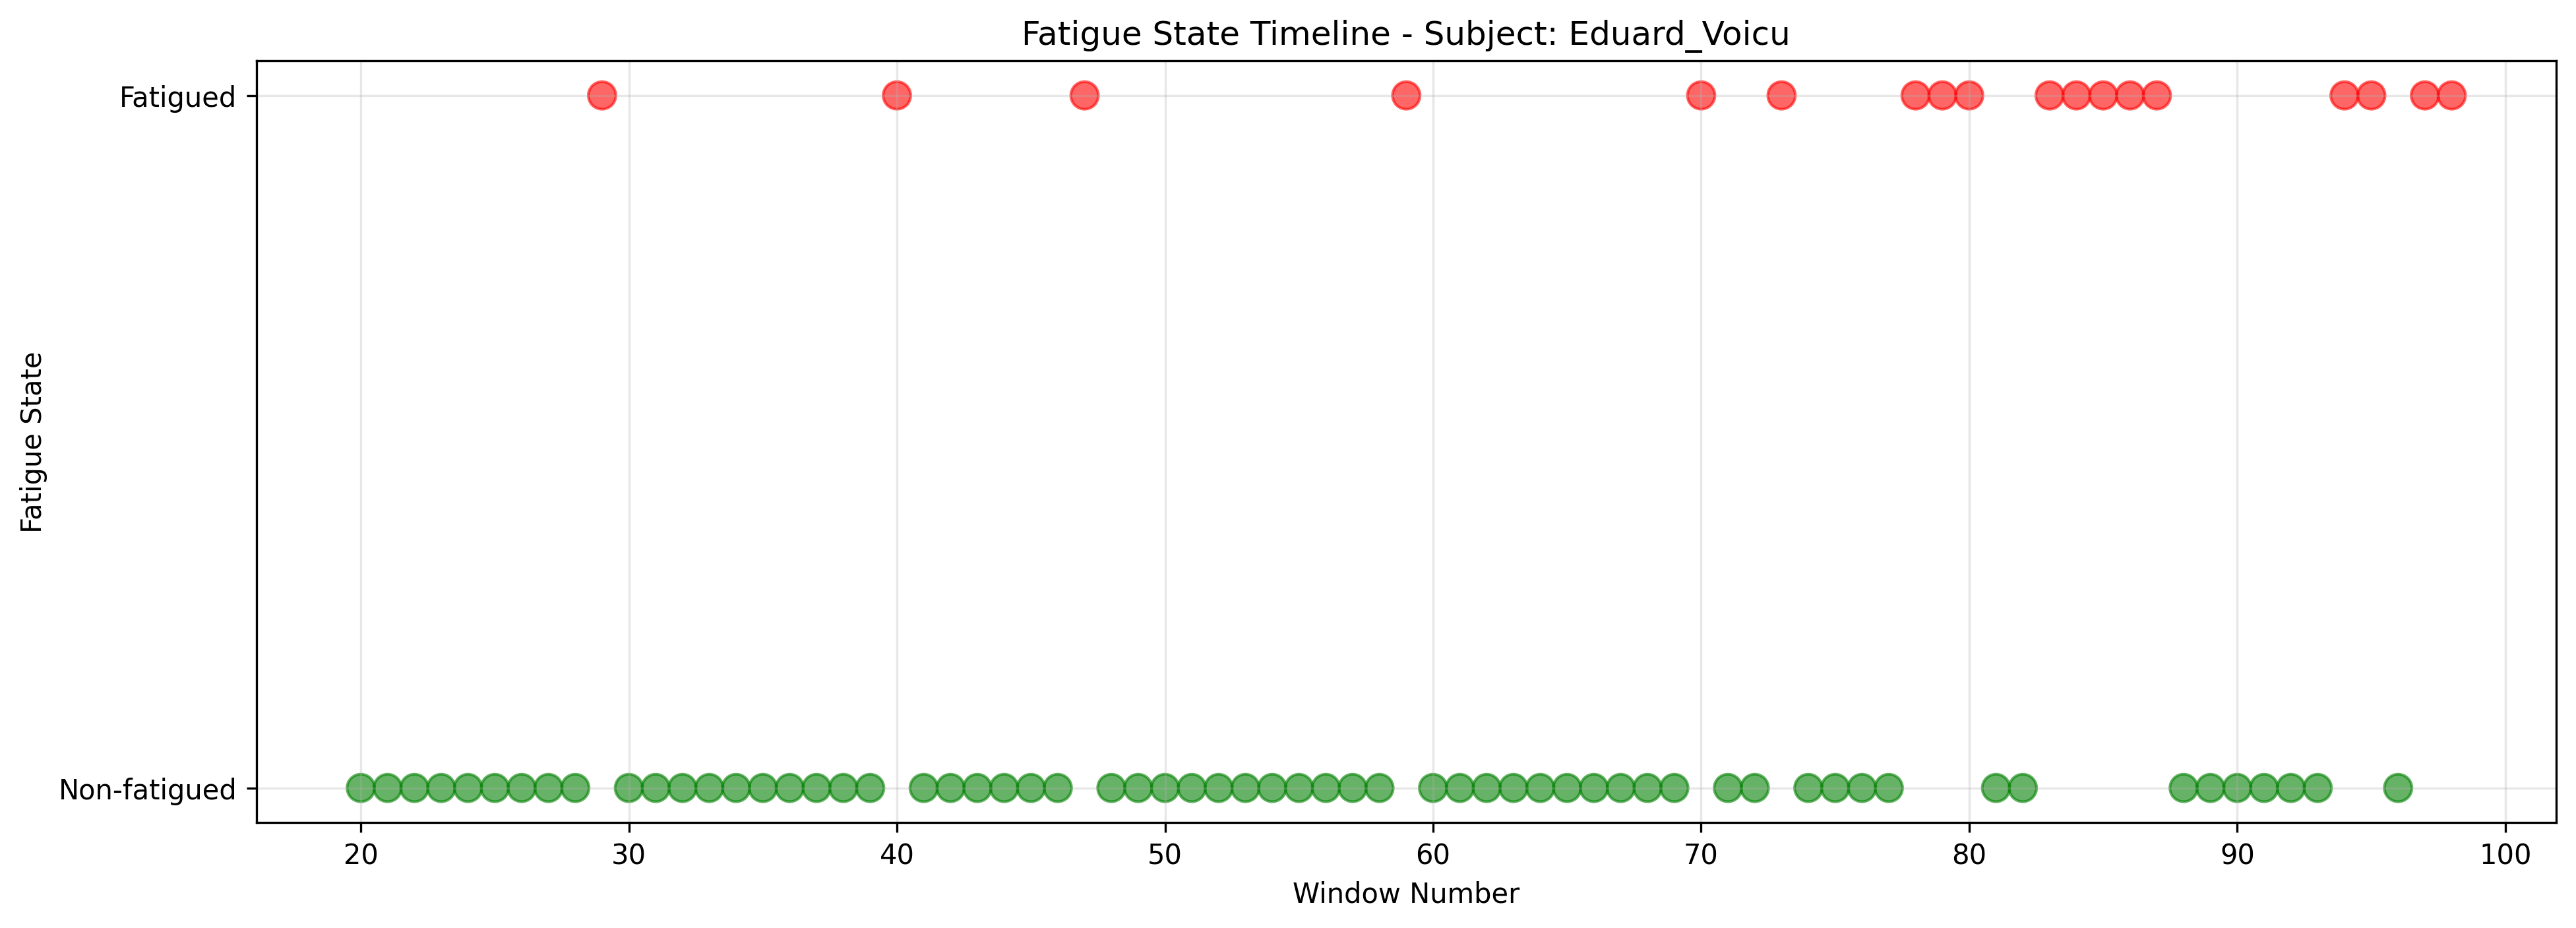 Fatigue State Timeline - Subject: Eduard_Voicu
Fatigued
Fatigue State
Non-fatigued
20 30 40 50 60 70 80 90 100
Window Number